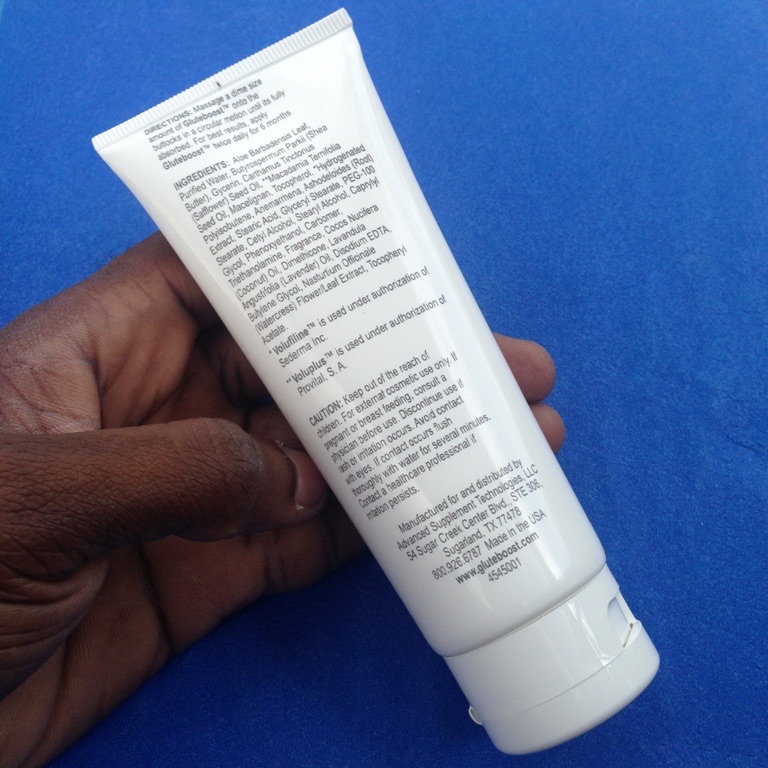 DIRECTIONS: Massage a dime size
amount of Gluteboost™ onto the
buttocks in a circular motion until its fully
absorbed. For best results, apply
Gluteboost™ twice daily for 6 months
INGREDIENTS: Aloe Barbadensis Leaf,
Purified Water, Butyrospermum Parkii (Shea
Butter), Glycerin, Carthamus Tinctorius
(Safflower) Seed Oil, **Macadamia Ternifolia
Seed Oil, Macelignan, Tocopherol, *Hydrogenated
Polyisobutene, Anemarrhena, Ashodeloides (Root)
Extract, Stearic Acid, Glyceryl Stearate, PEG-100
Stearate, Cetyl Alcohol, Stearyl Alcohol, Caprylyl
Glycol, Phenoxyethanol, Carbomer,
Triethanolamine, Fragrance, Cocos Nucifera
(Coconut) Oil, Dimethicone, Lavandula
Angustifolia (Lavender) Oil, Disodium EDTA,
Butylene Glycol, Nasturtium Officinale
(Watercress) Flower/Leaf Extract, Tocopheryl
Acetate.
* Volufiline™ is used under authorization of
Sederma Inc.
** Voluplus™ is used under authorization of
Provital, S. A.
CAUTION: Keep out of the reach of
children. For external cosmetic use only. If
pregnant or breast feeding, consult a
physician before use. Discontinue use if
rash or irritation occurs. Avoid contact
with eyes. If contact occurs, flush
thoroughly with water for several minutes.
Contact a healthcare professional if
irritation persists.
Manufactured for and distributed by
Advanced Supplement Technologies, LLC
54 Sugar Creek Center Blvd., STE 306,
Sugarland, TX 77478
800.926.6787 Made in the USA
www.gluteboost.com
4545001